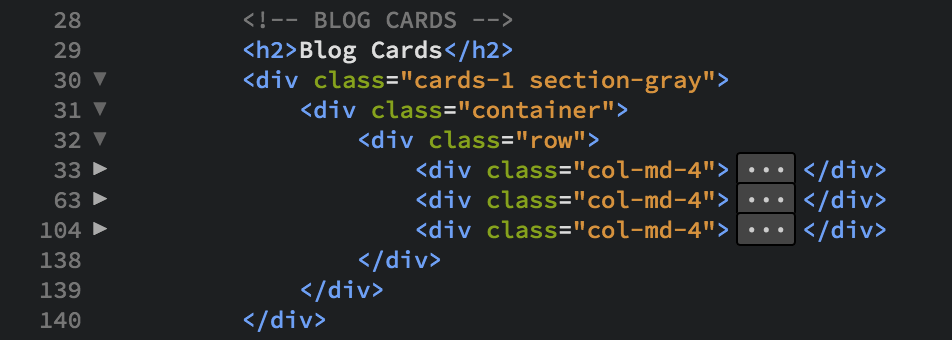 28 <!-- BLOG CARDS -->
29 <h2>Blog Cards</h2>
30 <div class="cards-1 section-gray">
31 <div class="container">
32 <div class="row">
33 <div class="col-md-4"> ... </div>
63 <div class="col-md-4"> ... </div>
104 <div class="col-md-4"> ... </div>
138 </div>
139 </div>
140 </div>